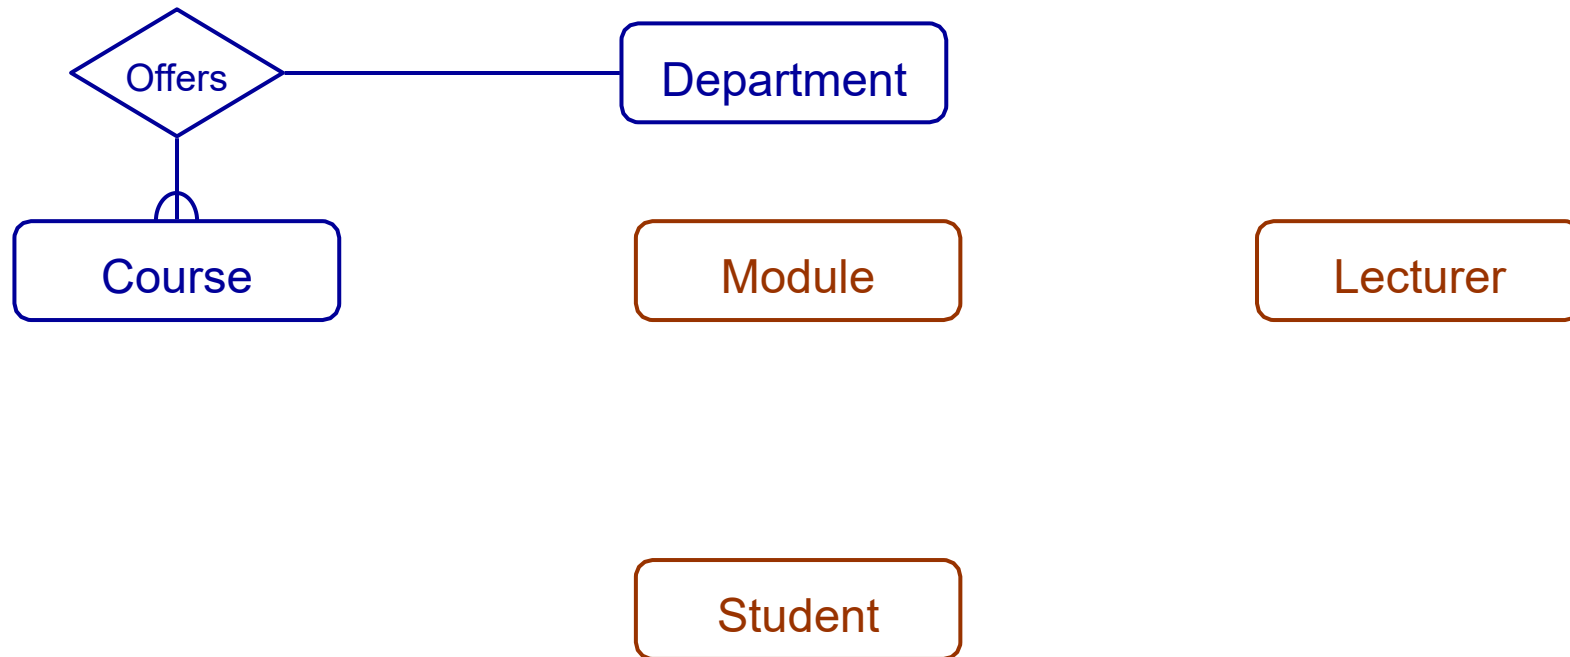 Offers
Department
Course
Module
Lecturer
Student